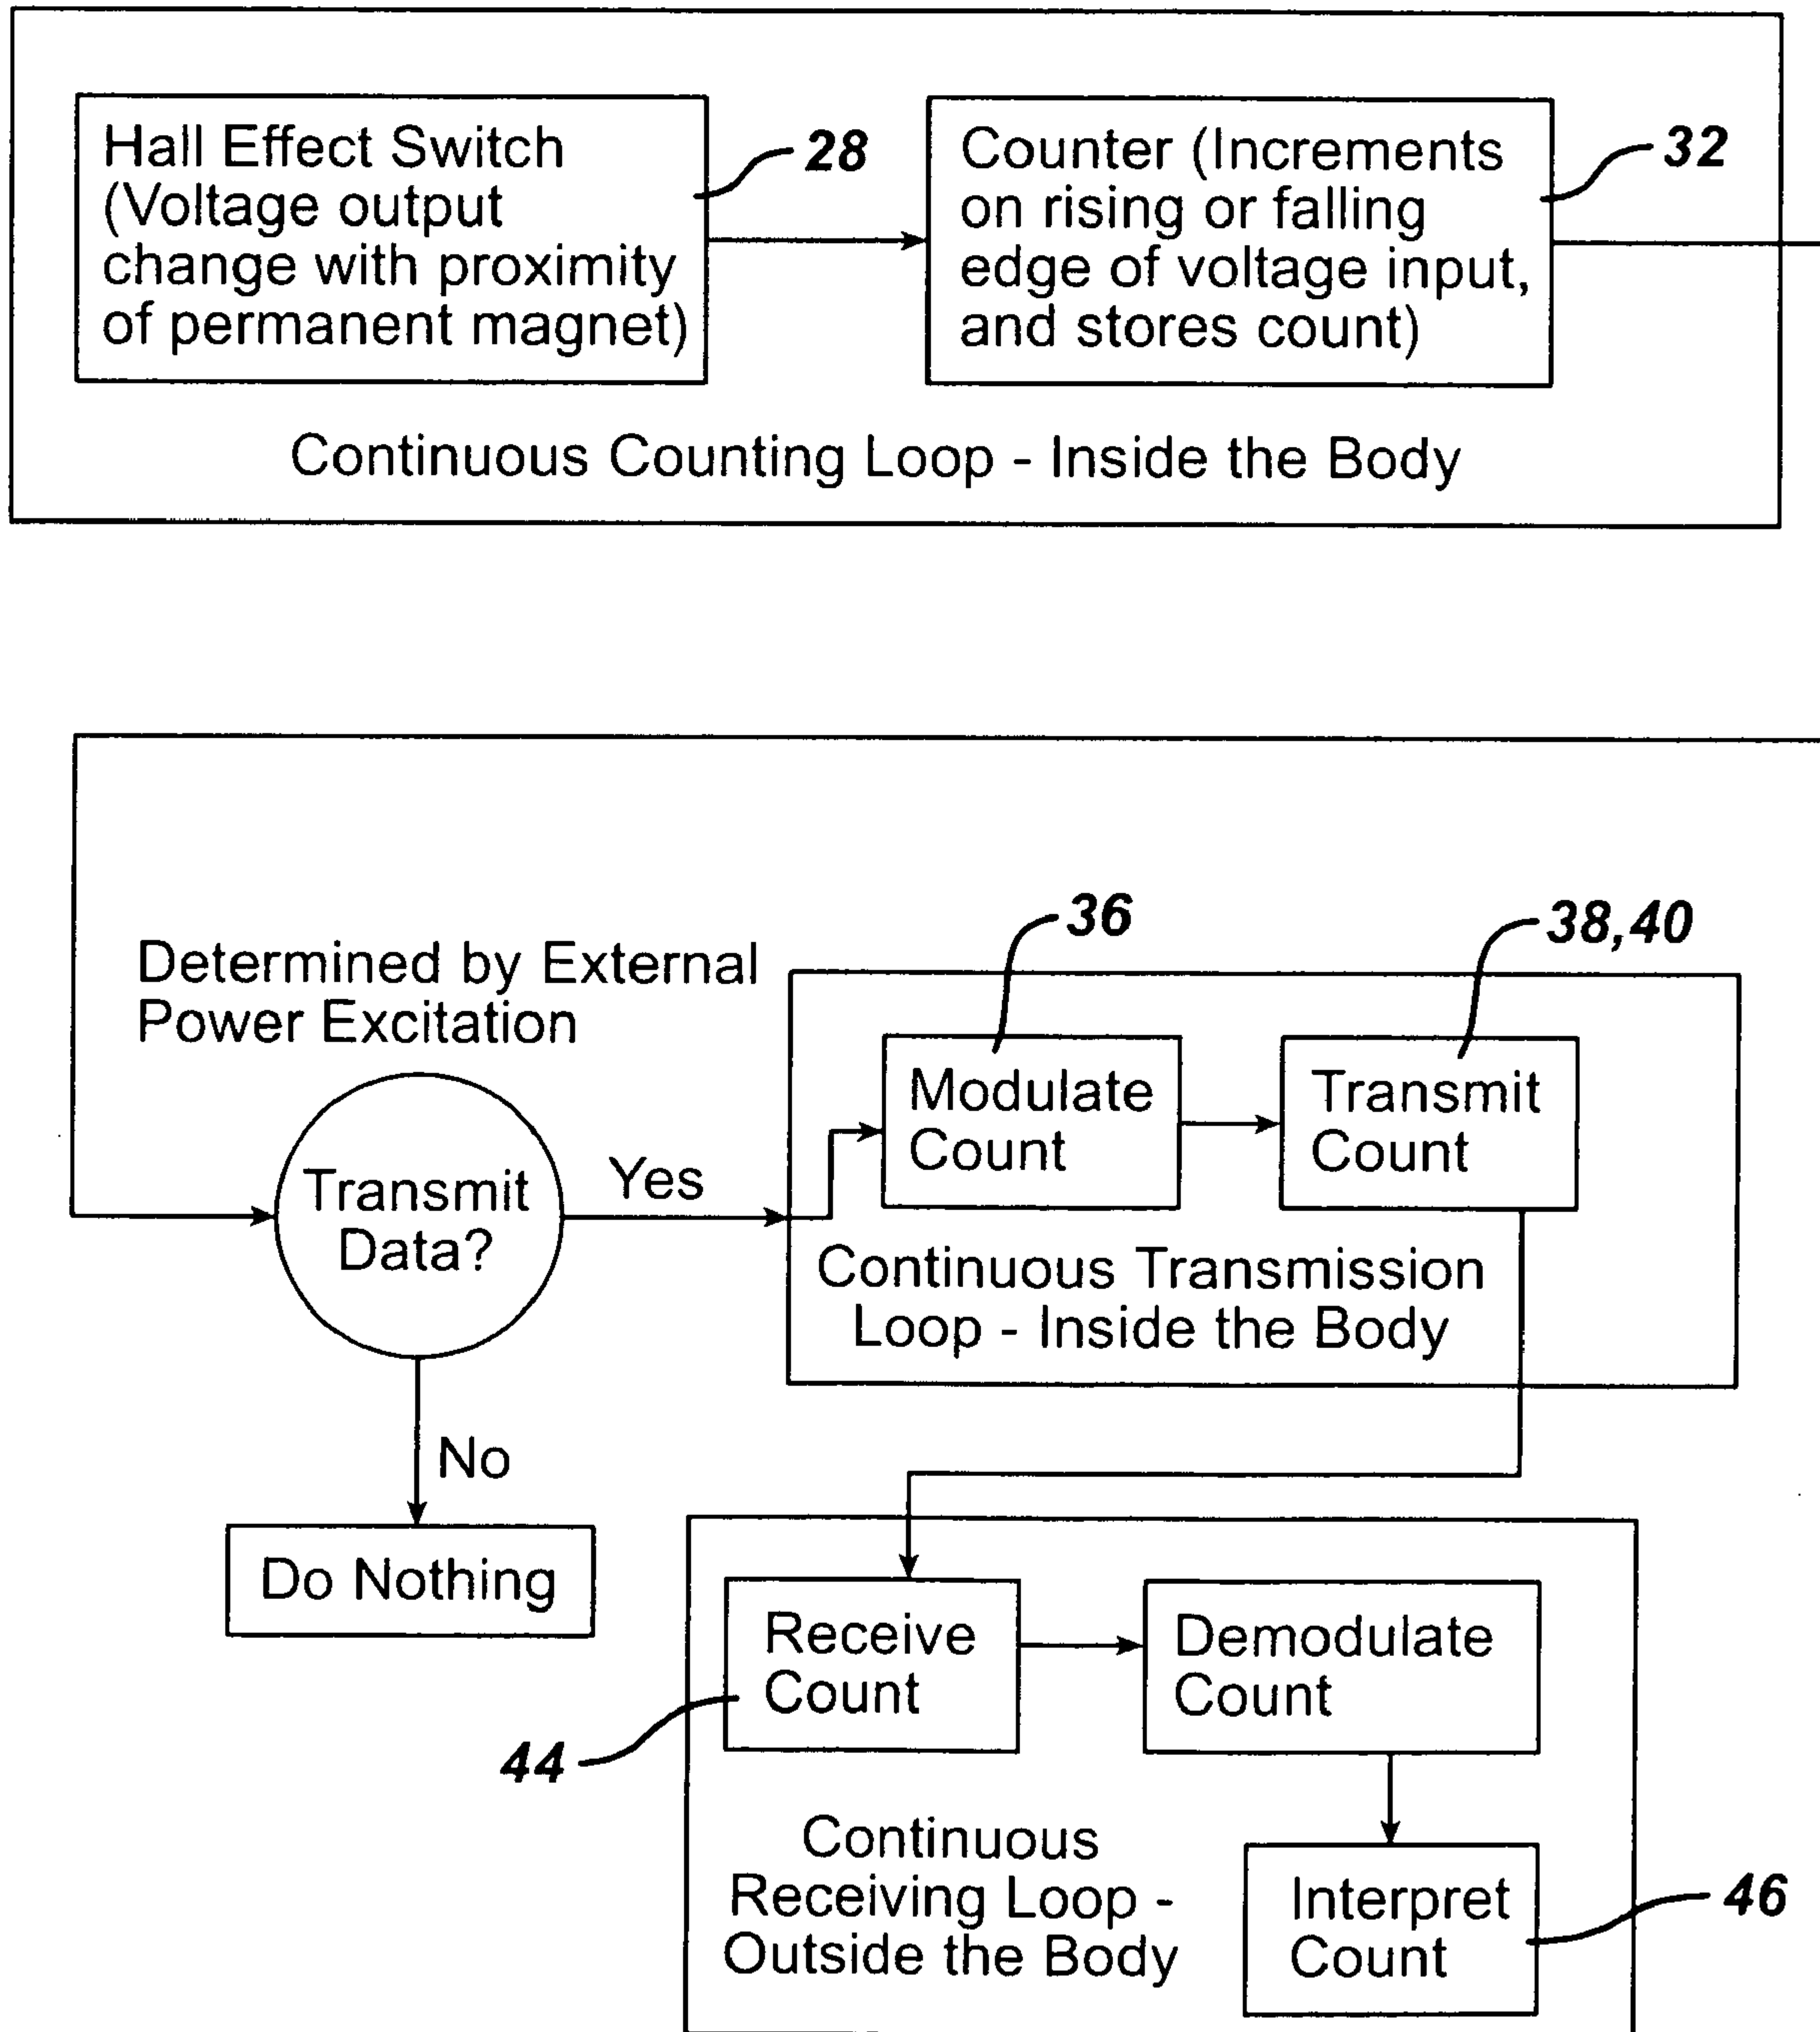 Hall Effect Switch
(Voltage output
change with proximity
of permanent magnet)
28
Counter (Increments
on rising or falling
edge of voltage input,
and stores count)
32
Continuous Counting Loop - Inside the Body
Determined by External
Power Excitation
Transmit
Data?
Yes
No
Do Nothing
36
38,40
Modulate
Count
Transmit
Count
Continuous Transmission
Loop - Inside the Body
Receive
Count
44
Demodulate
Count
Continuous
Receiving Loop -
Outside the Body
Interpret
Count
46